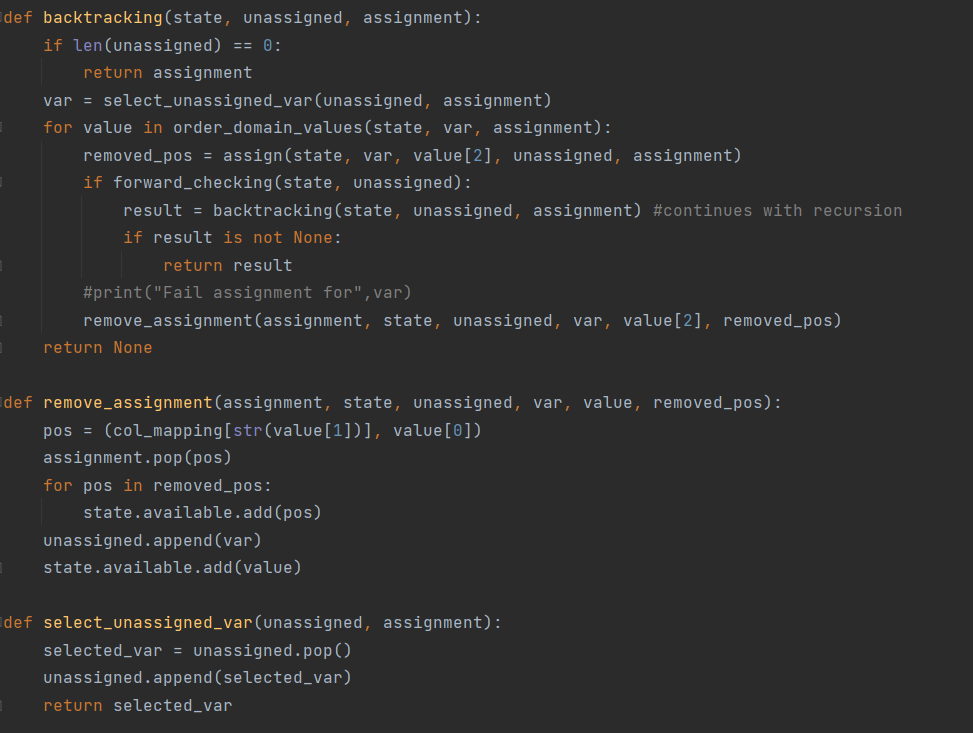 def backtracking(state, unassigned, assignment):
    if len(unassigned) == 0:
        return assignment
    var = select_unassigned_var(unassigned, assignment)
    for value in order_domain_values(state, var, assignment):
        removed_pos = assign(state, var, value[2], unassigned, assignment)
        if forward_checking(state, unassigned):
            result = backtracking(state, unassigned, assignment) #continues with recursion
            if result is not None:
                return result
        #print("Fail assignment for",var)
        remove_assignment(assignment, state, unassigned, var, value[2], removed_pos)
    return None

def remove_assignment(assignment, state, unassigned, var, value, removed_pos):
    pos = (col_mapping[str(value[1])], value[0])
    assignment.pop(pos)
    for pos in removed_pos:
        state.available.add(pos)
    unassigned.append(var)
    state.available.add(value)

def select_unassigned_var(unassigned, assignment):
    selected_var = unassigned.pop()
    unassigned.append(selected_var)
    return selected_var